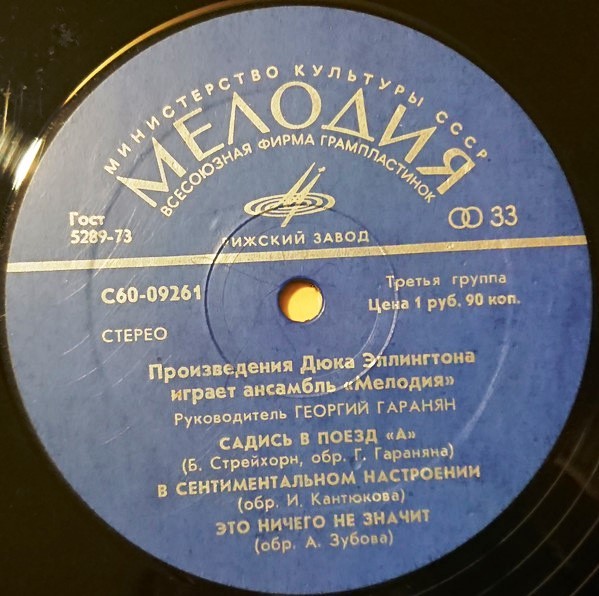 МИНИСТЕРСТВО КУЛЬТУРЫ СССР
МЕЛОДИЯ
ВСЕСОЮЗНАЯ ФИРМА ГРАМПЛАСТИНОК
Гост
5289-73
РИЖСКИЙ ЗАВОД
33
С60-09261
Третья группа
Цена 1 руб. 90 коп.
СТЕРЕО
Произведения Дюка Эллингтона
играет ансамбль «Мелодия»
Руководитель ГЕОРГИЙ ГАРАНЯН
САДИСЬ В ПОЕЗД «А»
(Б. Стрейхорн, обр. Г. Гараняна)
В СЕНТИМЕНТАЛЬНОМ НАСТРОЕНИИ
(обр. И. Кантюкова)
ЭТО НИЧЕГО НЕ ЗНАЧИТ
(обр. А. Зубова)